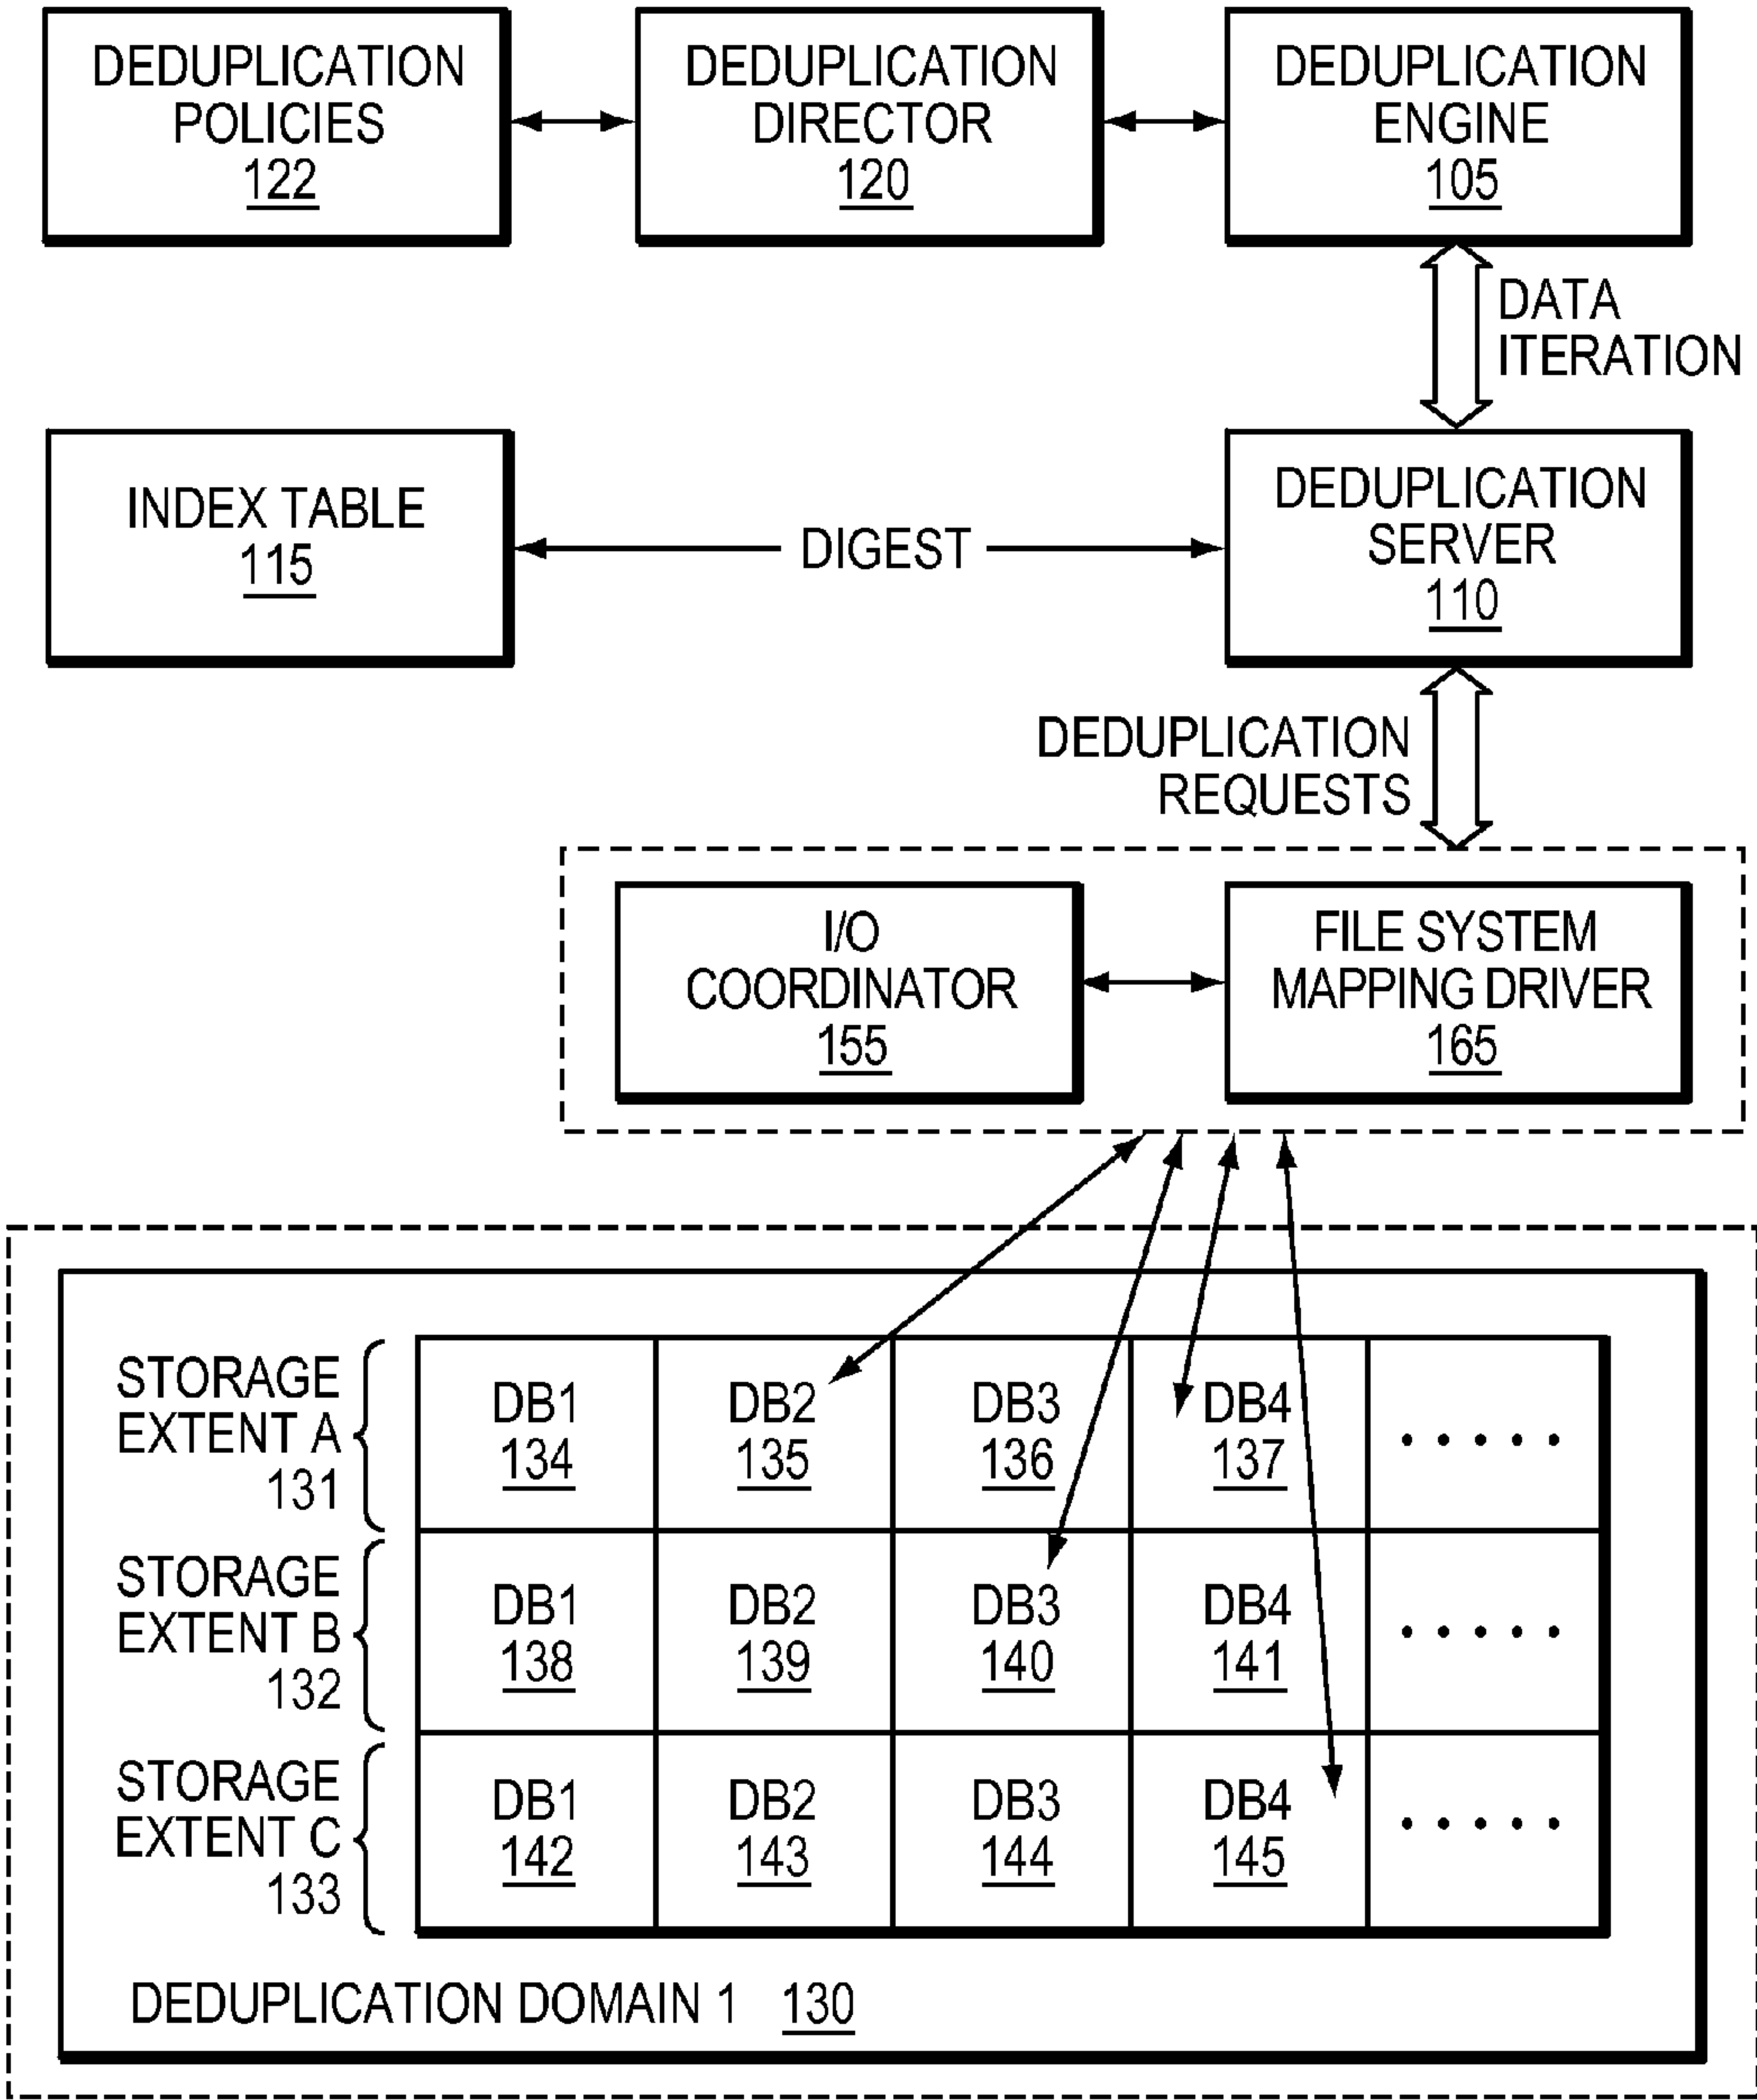 DEDUPLICATION
POLICIES
122
DEDUPLICATION
DIRECTOR
120
DEDUPLICATION
ENGINE
105
DATA
ITERATION
INDEX TABLE
115
DIGEST
DEDUPLICATION
SERVER
110
DEDUPLICATION
REQUESTS
I/O
COORDINATOR
155
FILE SYSTEM
MAPPING DRIVER
165
STORAGE
EXTENT A
131
DB1
134
DB2
135
DB3
136
DB4
137
.....
STORAGE
EXTENT B
132
DB1
138
DB2
139
DB3
140
DB4
141
.....
STORAGE
EXTENT C
133
DB1
142
DB2
143
DB3
144
DB4
145
.....
DEDUPLICATION DOMAIN 1 130